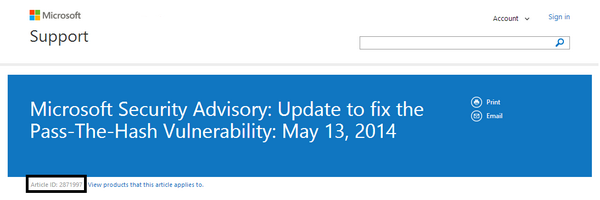 Microsoft
Account
Sign in
Support
Microsoft Security Advisory: Update to fix the
Pass-The-Hash Vulnerability: May 13, 2014
Print
Email
Article ID: 2871997
View products that this article applies to.